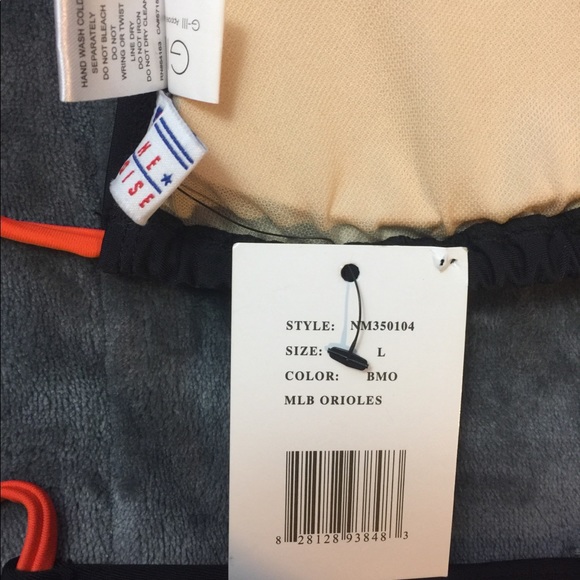 HAND WASH COLD
SEPARATELY
DO NOT BLEACH
DO NOT
WRING OR TWIST
LINE DRY
DO NOT IRON
DO NOT DRY CLEAN
G-III
STYLE: NM350104
SIZE: L
COLOR: BMO
MLB ORIOLES
8 28128 93848 3